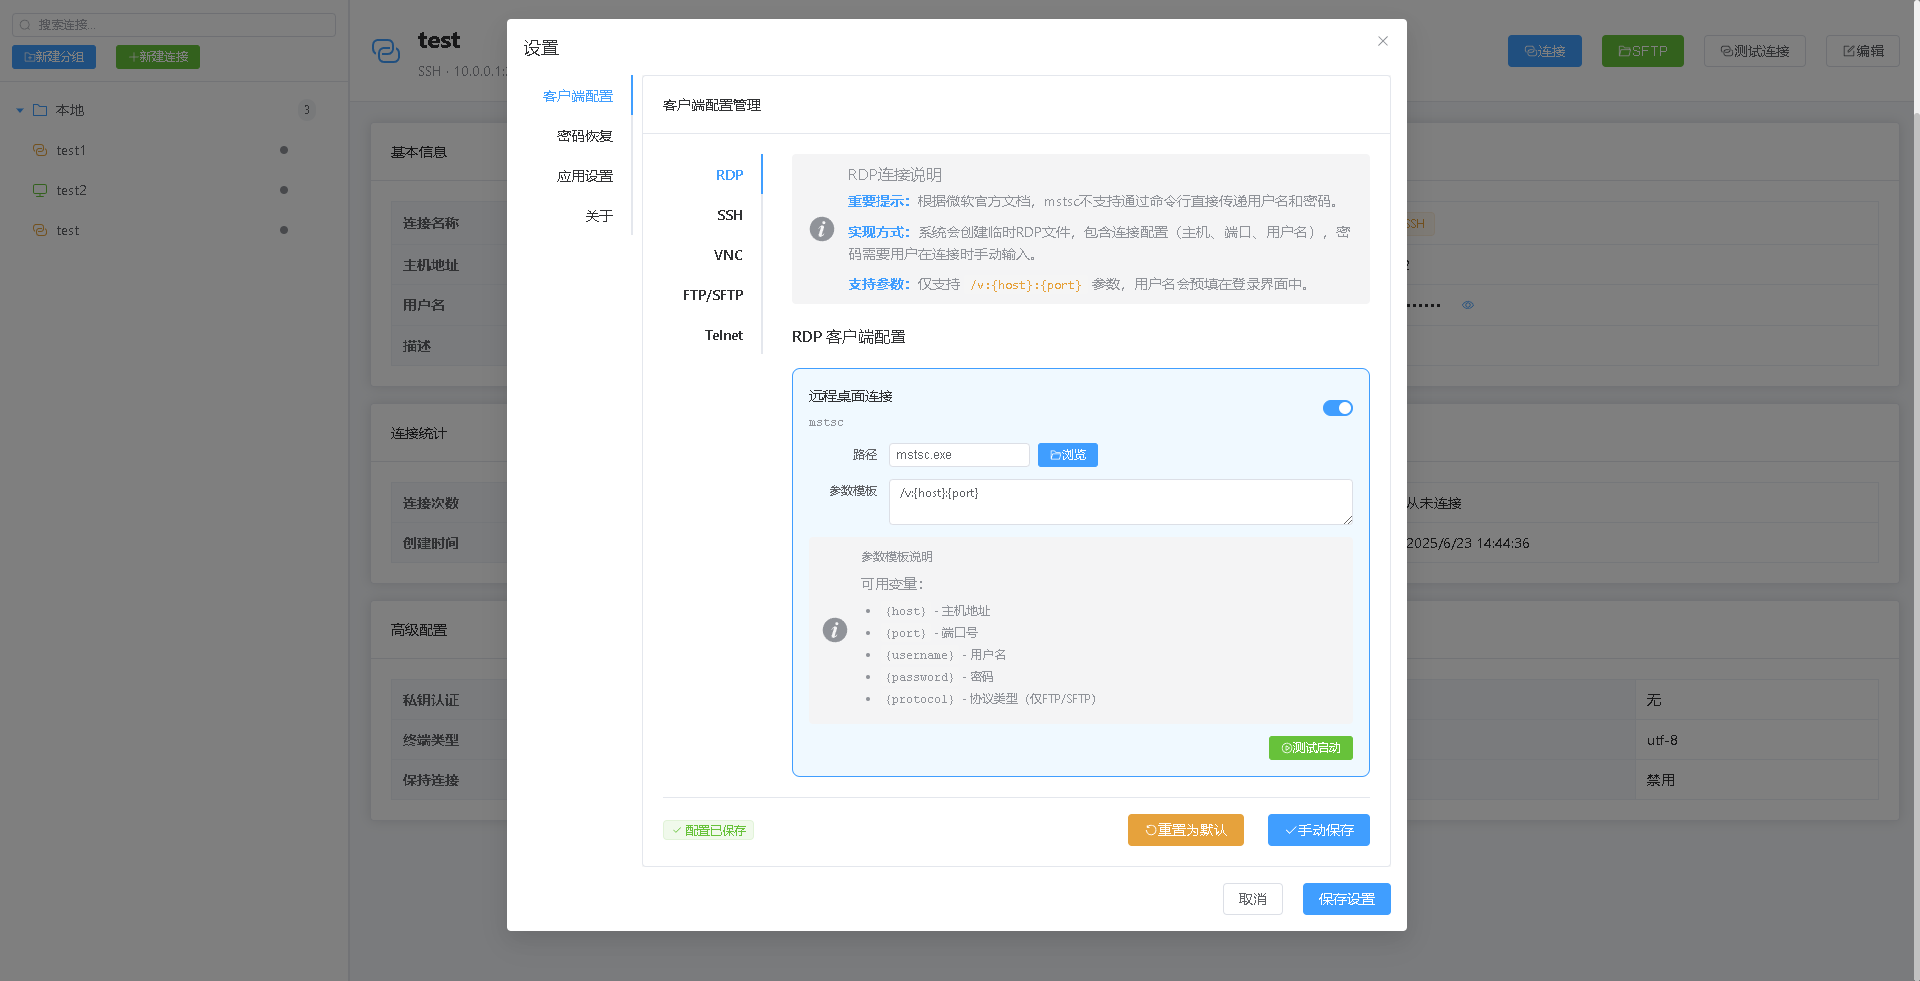 搜索连接...
新建分组
新建连接
本地
3
test1
test2
test
test
SSH · 10.0.0.1:
连接
SFTP
测试连接
编辑
基本信息
连接名称
SSH
主机地址
2
用户名
描述
连接统计
连接次数
从未连接
创建时间
2025/6/23 14:44:36
高级配置
私钥认证
无
终端类型
utf-8
保持连接
禁用
设置
客户端配置
密码恢复
应用设置
关于
客户端配置管理
RDP
SSH
VNC
FTP/SFTP
Telnet
RDP连接说明
重要提示：根据微软官方文档，mstsc不支持通过命令行直接传递用户名和密码。
实现方式：系统会创建临时RDP文件，包含连接配置（主机、端口、用户名），密
码需要用户在连接时手动输入。
支持参数：仅支持 /v:{host}:{port} 参数，用户名会预填在登录界面中。
RDP 客户端配置
远程桌面连接
mstsc
路径
mstsc.exe
浏览
参数模板
/v:{host}:{port}
参数模板说明
可用变量：
• {host} - 主机地址
• {port} - 端口号
• {username} - 用户名
• {password} - 密码
• {protocol} - 协议类型（仅FTP/SFTP）
测试启动
配置已保存
重置为默认
手动保存
取消
保存设置